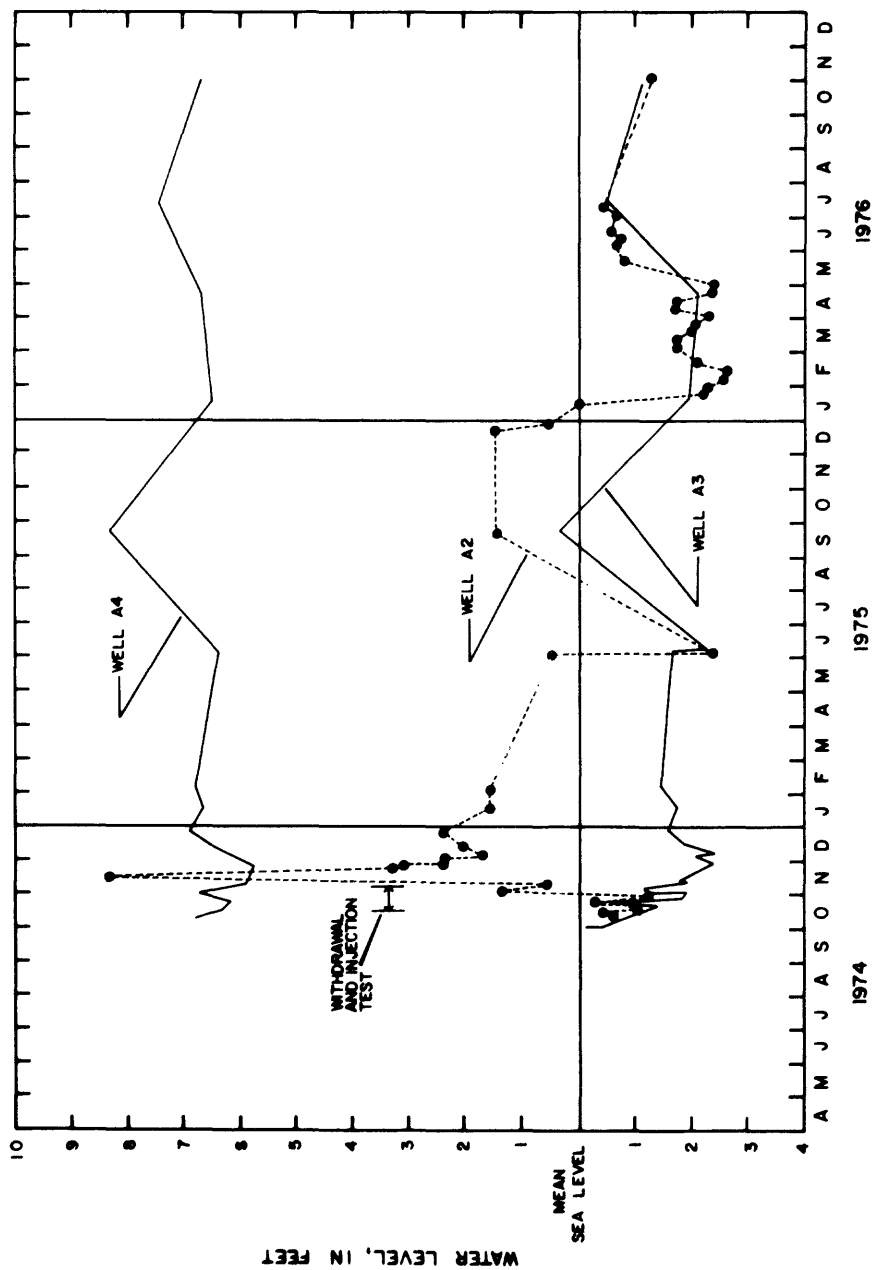 WATER LEVEL, IN FEET
10
9
8
7
6
5
4
3
2
1
MEAN
SEA LEVEL
1
2
3
4
WELL A4
WELL A2
WELL A3
WITHDRAWAL
AND INJECTION
TEST
A M J J A S O N D J F M A M J J A S O N D J F M A M J J A S O N D
1974 1975 1976